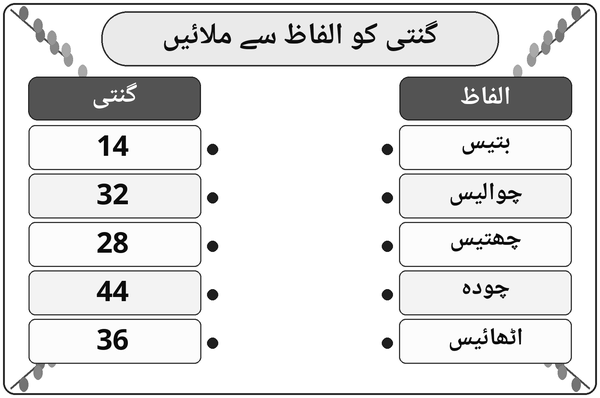 گنتی کو الفاظ سے ملائیں
الفاظ
گنتی
بتیس
14
چوالیس
32
چھتیس
28
چودہ
44
اٹھائیس
36